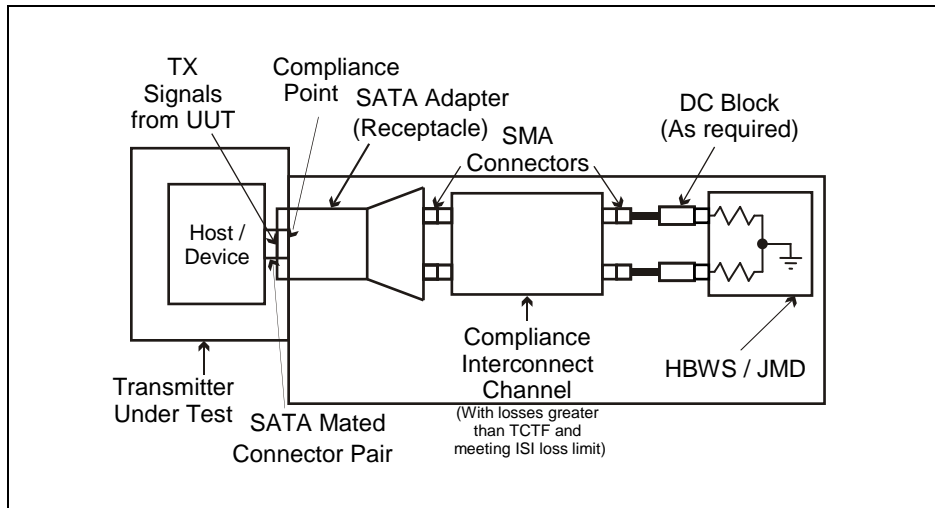 TX
Signals
from UUT
Compliance
Point
SATA Adapter
(Receptacle)
SMA
Connectors
DC Block
(As required)
Host /
Device
Transmitter
Under Test
SATA Mated
Connector Pair
Compliance
Interconnect
Channel
(With losses greater
than TCTF and
meeting ISI loss limit)
HBWS / JMD